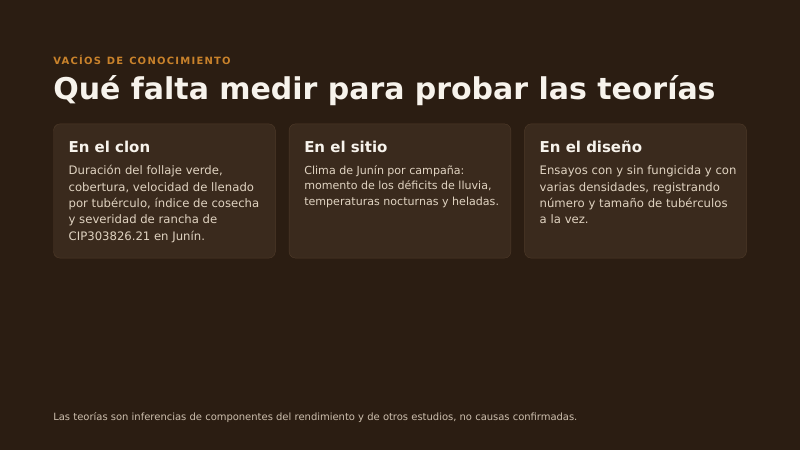 VACÍOS DE CONOCIMIENTO
Qué falta medir para probar las teorías
En el clon
Duración del follaje verde,
cobertura, velocidad de llenado
por tubérculo, índice de cosecha
y severidad de rancha de
CIP303826.21 en Junín.
En el sitio
Clima de Junín por campaña:
momento de los déficits de lluvia,
temperaturas nocturnas y heladas.
En el diseño
Ensayos con y sin fungicida y con
varias densidades, registrando
número y tamaño de tubérculos
a la vez.
Las teorías son inferencias de componentes del rendimiento y de otros estudios, no causas confirmadas.